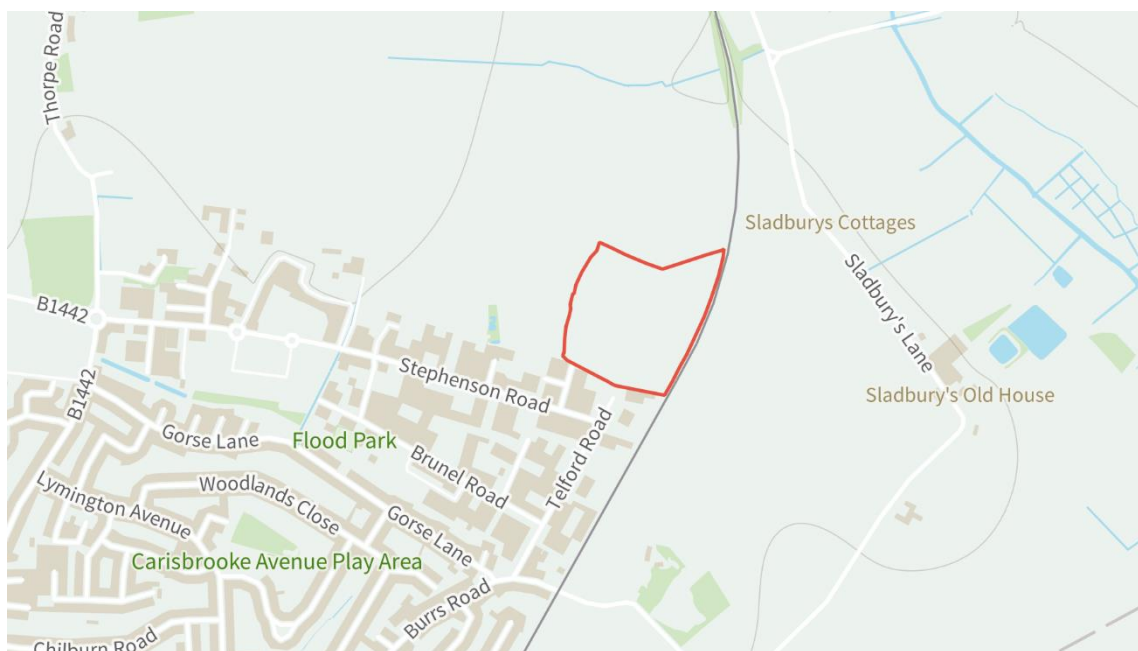 Thorpe Road
Sladburys Cottages
Sladbury's Lane
B1442
B1442
Stephenson Road
Sladbury's Old House
Gorse Lane
Flood Park
Brunel Road
Telford Road
Lymington Avenue
Woodlands Close
Gorse Lane
Carisbrooke Avenue Play Area
Burrs Road
Chilburn Road